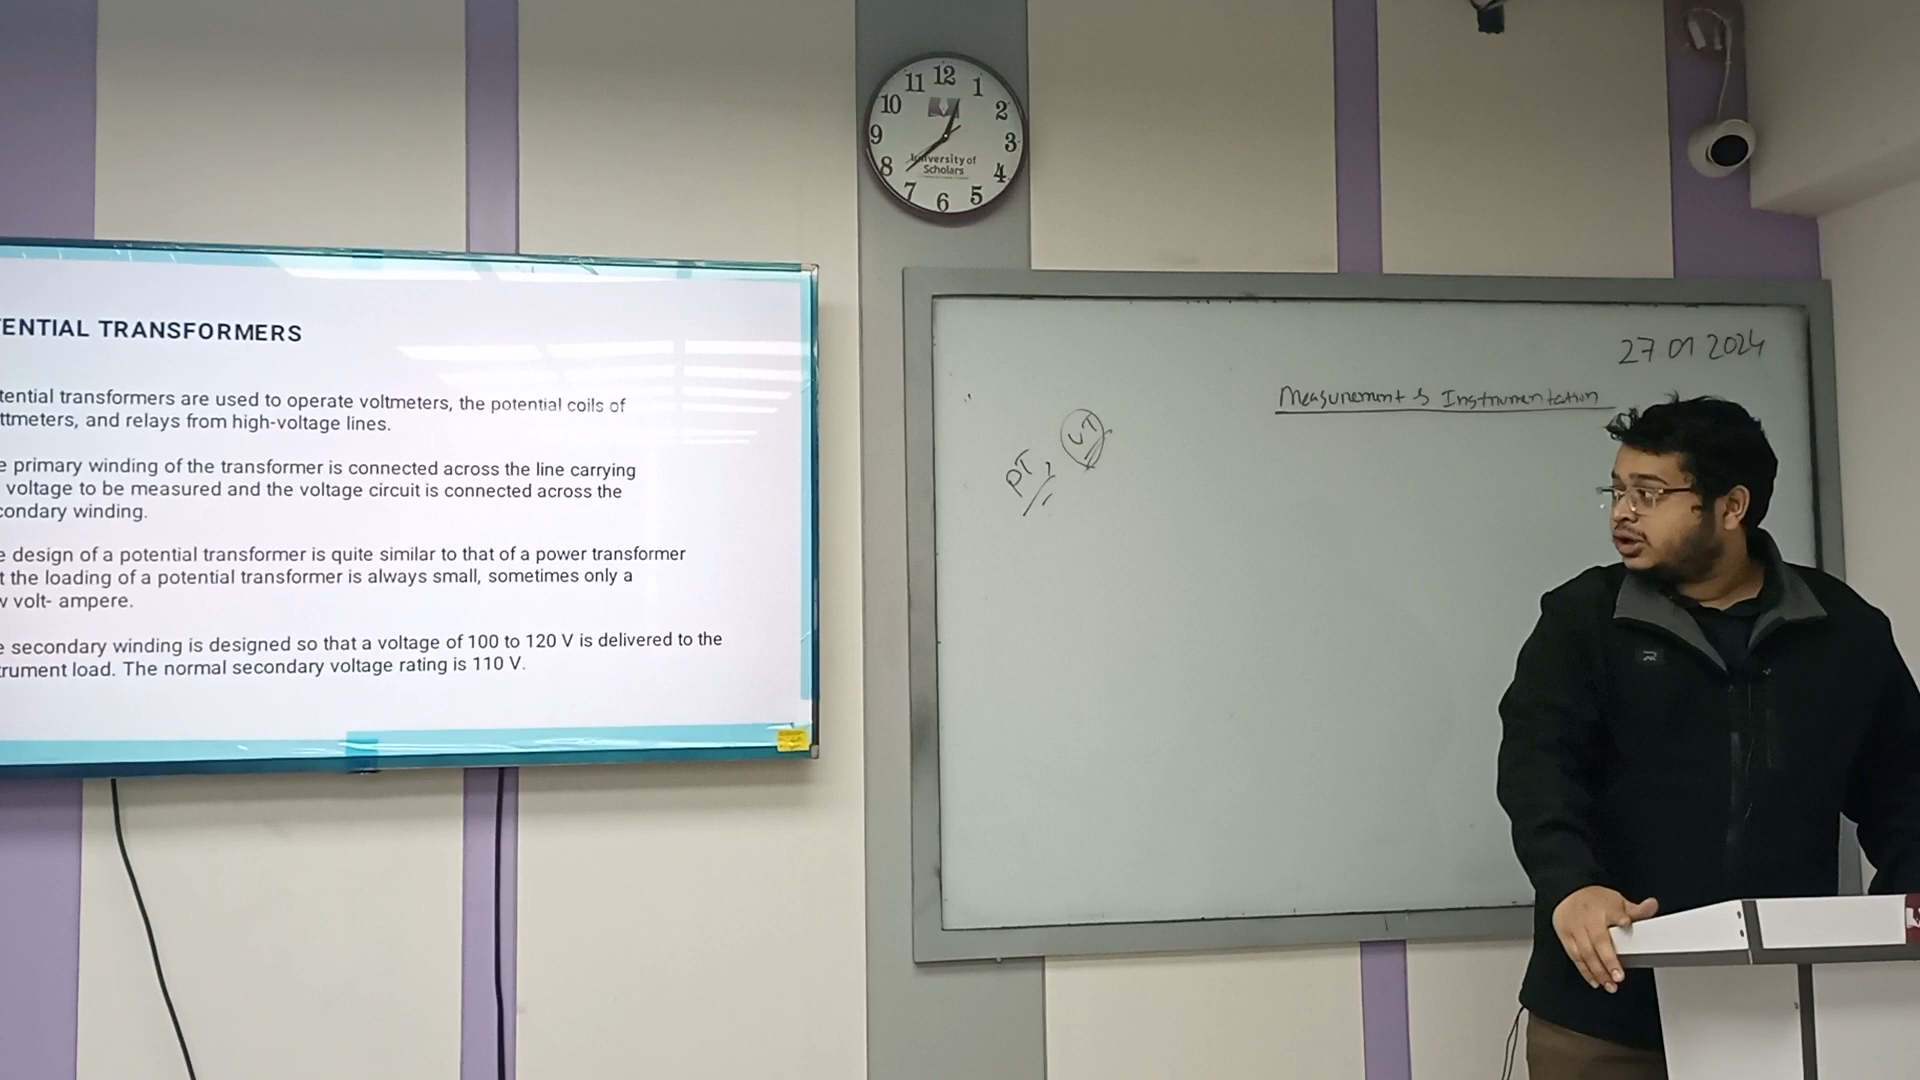 11 12 1
10 2
9 3
8 4
7 6 5
University of
Scholars
ENTIAL TRANSFORMERS
tential transformers are used to operate voltmeters, the potential coils of
ttmeters, and relays from high-voltage lines.
e primary winding of the transformer is connected across the line carrying
voltage to be measured and the voltage circuit is connected across the
condary winding.
e design of a potential transformer is quite similar to that of a power transformer
t the loading of a potential transformer is always small, sometimes only a
w volt- ampere.
e secondary winding is designed so that a voltage of 100 to 120 V is delivered to the
trument load. The normal secondary voltage rating is 110 V.
27 01 2024
Measurement & Instrumentation
PT, VT